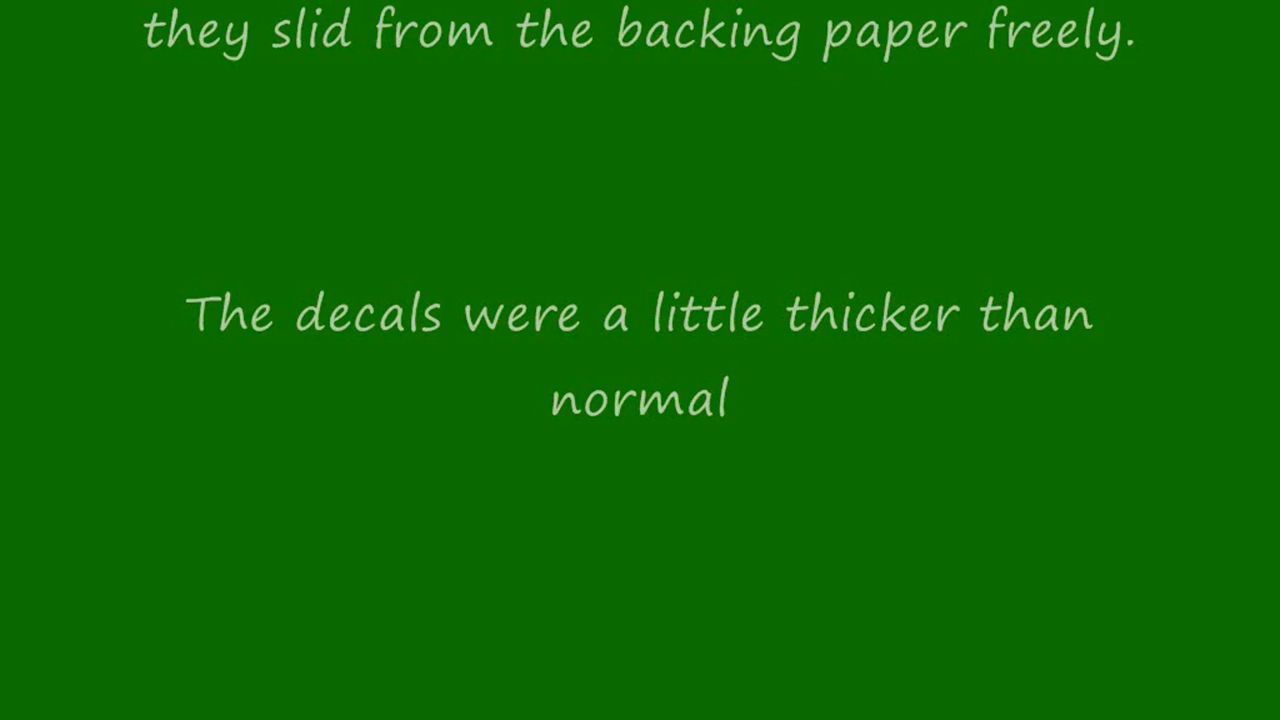 they slid from the backing paper freely.
The decals were a little thicker than
normal